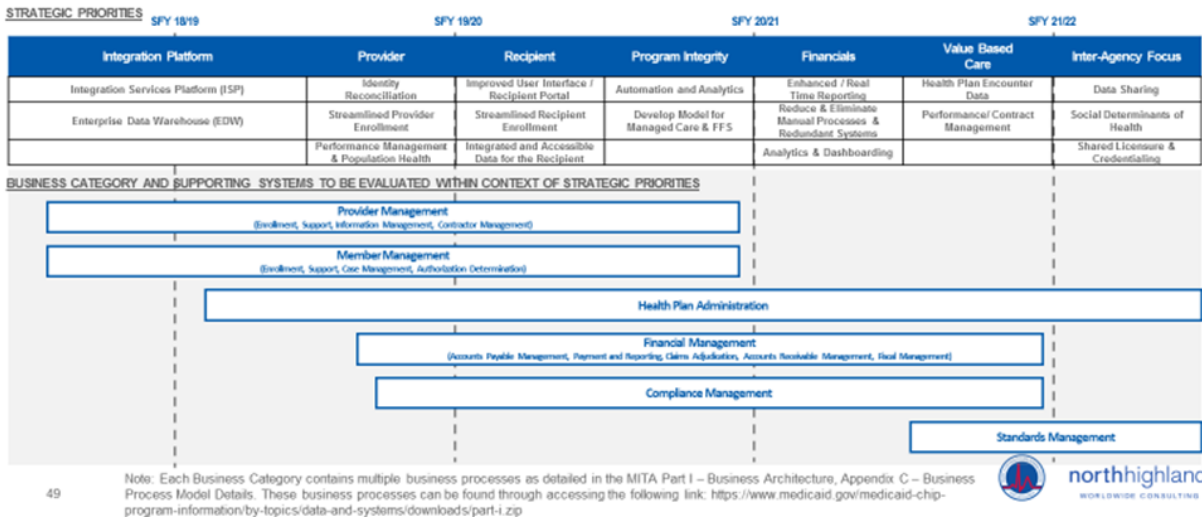 STRATEGIC PRIORITIES
SFY 18/19
SFY 19/20
SFY 20/21
SFY 21/22
Integration Platform
Provider
Recipient
Program Integrity
Financials
Value Based
Care
Inter-Agency Focus
Integration Services Platform (ISP)
Identity
Reconciliation
Improved User Interface /
Recipient Portal
Automation and Analytics
Enhanced / Real
Time Reporting
Health Plan Encounter
Data
Data Sharing
Enterprise Data Warehouse (EDW)
Streamlined Provider
Enrollment
Streamlined Recipient
Enrollment
Develop Model for
Managed Care & FFS
Reduce & Eliminate
Manual Processes &
Redundant Systems
Performance/ Contract
Management
Social Determinants of
Health
Performance Management
& Population Health
Integrated and Accessible
Data for the Recipient
Analytics & Dashboarding
Shared Licensure &
Credentialing
BUSINESS CATEGORY AND SUPPORTING SYSTEMS TO BE EVALUATED WITHIN CONTEXT OF STRATEGIC PRIORITIES
Provider Management
(Enrollment, Support, Information Management, Contractor Management)
Member Management
(Enrollment, Support, Case Management, Authorization Determination)
Health Plan Administration
Financial Management
(Accounts Payable Management, Payment and Reporting, Claims Adjudication, Accounts Receivable Management, Fiscal Management)
Compliance Management
Standards Management
49
Note: Each Business Category contains multiple business processes as detailed in the MITA Part I – Business Architecture, Appendix C – Business
Process Model Details. These business processes can be found through accessing the following link: https://www.medicaid.gov/medicaid-chip-
program-information/by-topics/data-and-systems/downloads/part-i.zip
northhighland
WORLDWIDE CONSULTING